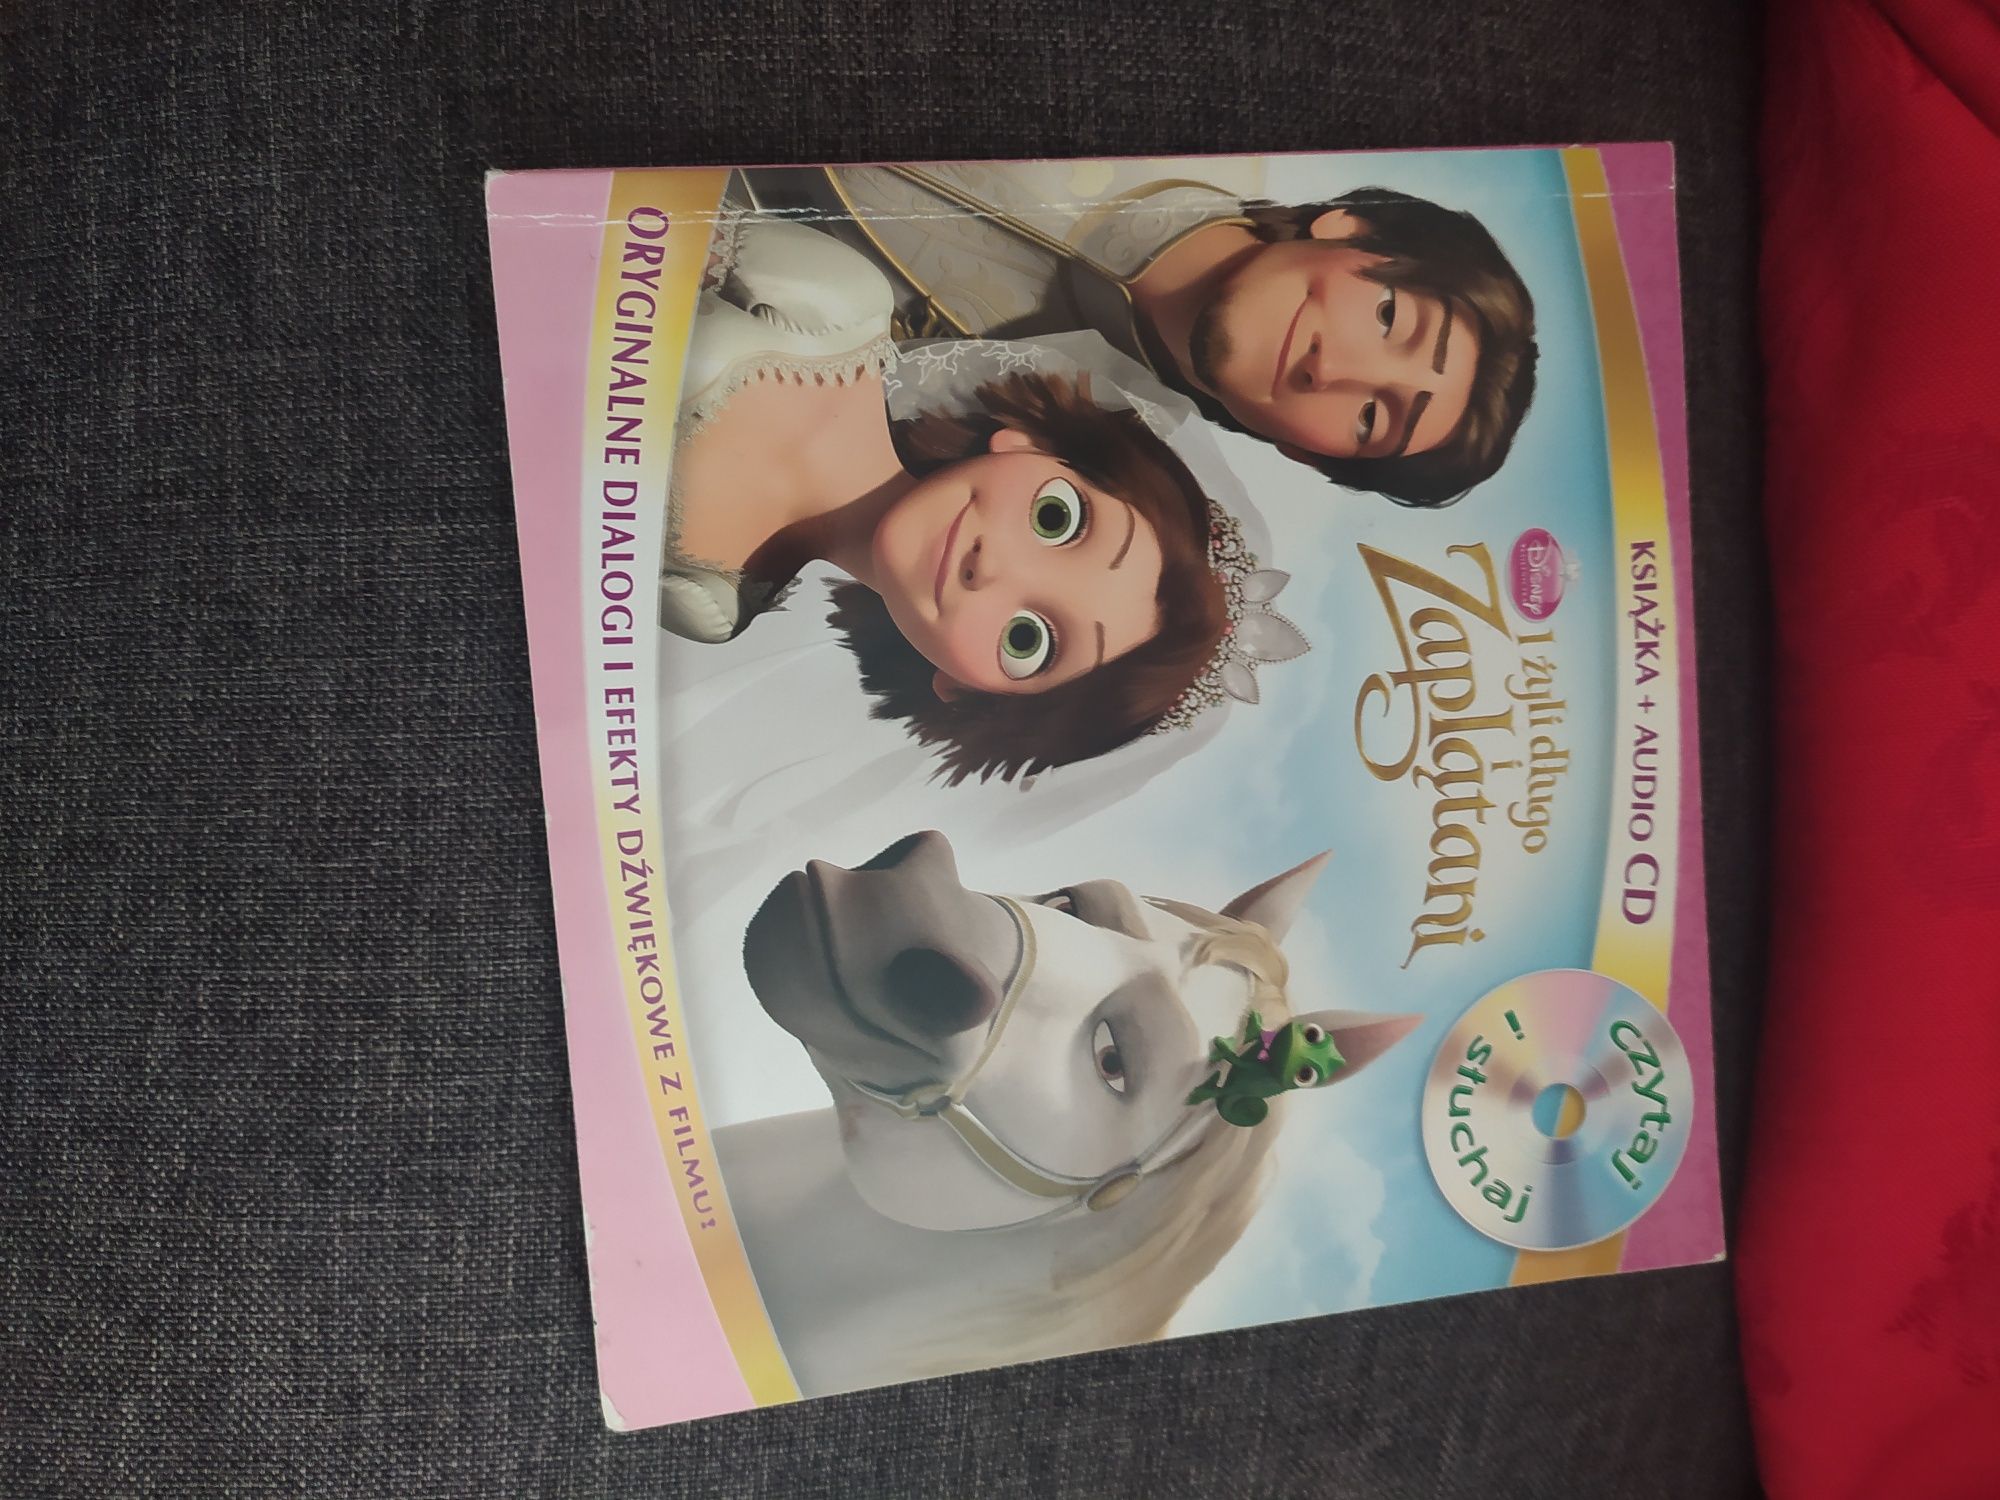 KSIĄŻKA + AUDIO CD
czytaj
i słuchaj
DISNEY
I żyli długo
i
Zaplątani
ORYGINALNE DIALOGI I EFEKTY DŹWIĘKOWE Z FILMU!